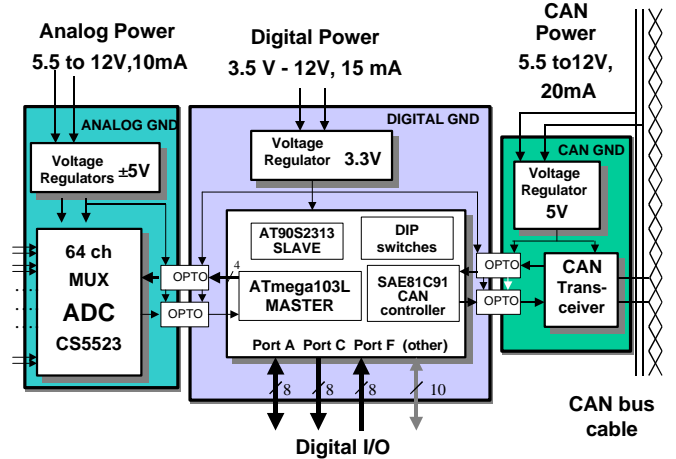 Analog Power
5.5 to 12V,10mA
Digital Power
3.5 V - 12V, 15 mA
CAN
Power
5.5 to12V,
20mA
ANALOG GND
DIGITAL GND
CAN GND
Voltage
Regulators ±5V
Voltage
Regulator 3.3V
Voltage
Regulator
5V
64 ch
MUX
ADC
CS5523
OPTO
OPTO
4
AT90S2313
SLAVE
DIP
switches
ATmega103L
MASTER
SAE81C91
CAN
controller
OPTO
OPTO
CAN
Trans-
ceiver
Port A Port C Port F (other)
8 8 8 10
Digital I/O
CAN bus
cable